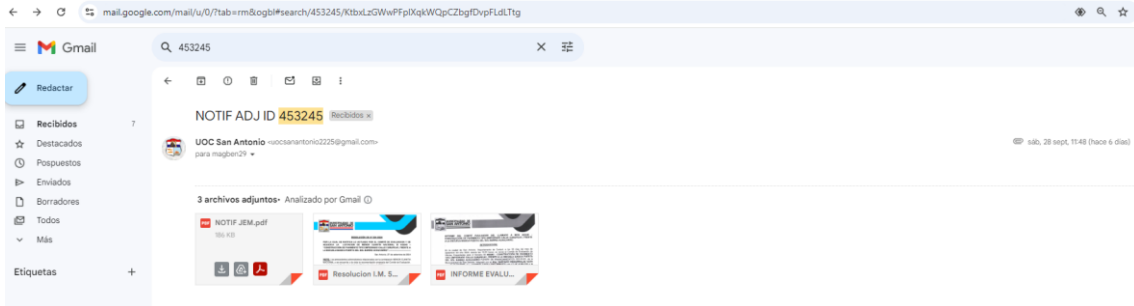 mail.google.com/mail/u/0/?tab=rm&ogbl#search/453245/KtbxLzGWwPFplXqkWQpCZbgfDvpFLdLTtg
Gmail
453245
Redactar
NOTIF ADJ ID 453245 Recibidos x
Recibidos 7
UOC San Antonio <uocsanantonio2225@gmail.com>
sáb, 28 sept, 11:48 (hace 6 días)
para magben29
Destacados
Pospuestos
Enviados
Borradores
Todos
Más
3 archivos adjuntos• Analizado por Gmail
PDF NOTIF JEM.pdf
186 KB
PDF Resolucion I.M. S...
PDF INFORME EVALU...
Etiquetas +